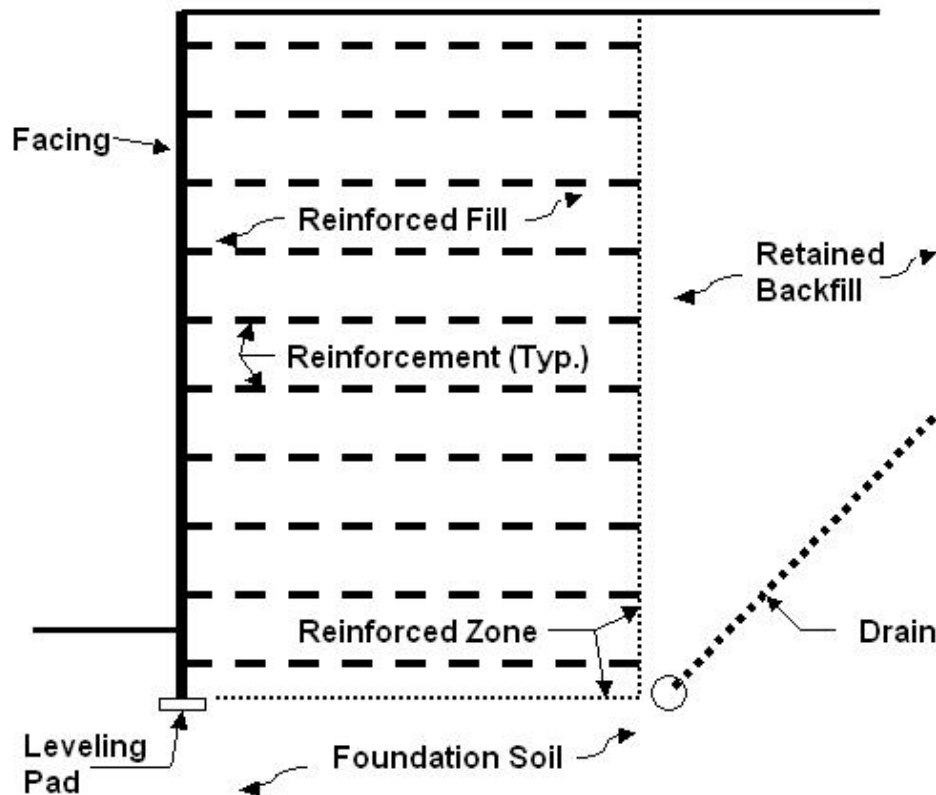 Facing
Reinforced Fill
Retained
Backfill
Reinforcement (Typ.)
Reinforced Zone
Drain
Leveling
Pad
Foundation Soil